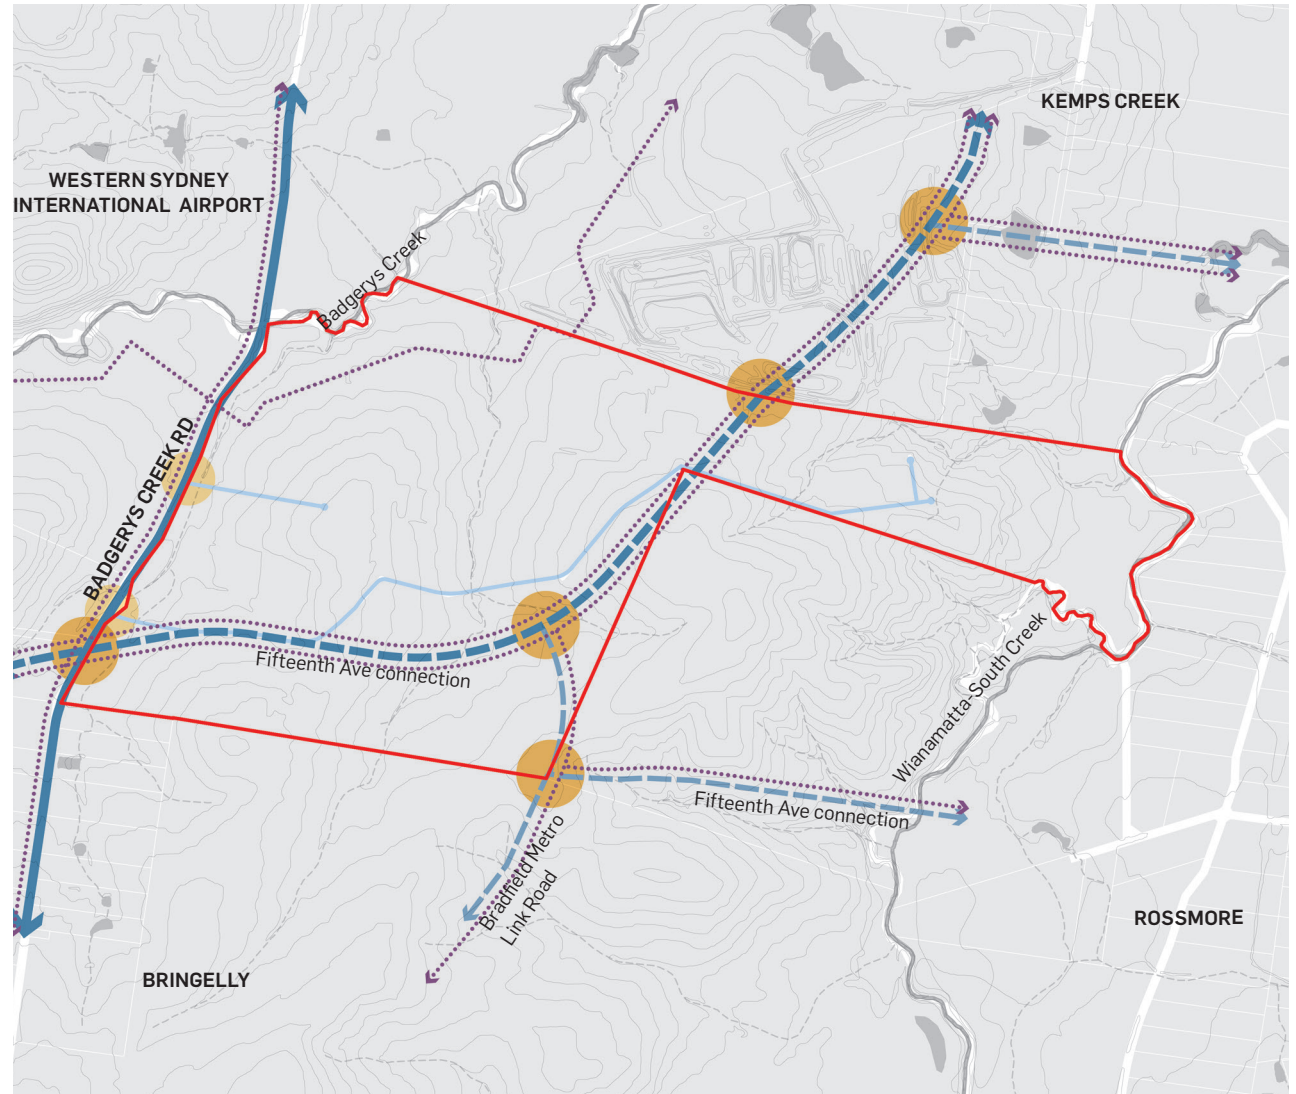 KEMPS CREEK
WESTERN SYDNEY
INTERNATIONAL AIRPORT
Badgerys Creek
BADGERYS CREEK RD
Fifteenth Ave connection
Wianamatta-South Creek
Fifteenth Ave connection
Bradfield Metro
Link Road
ROSSMORE
BRINGELLY